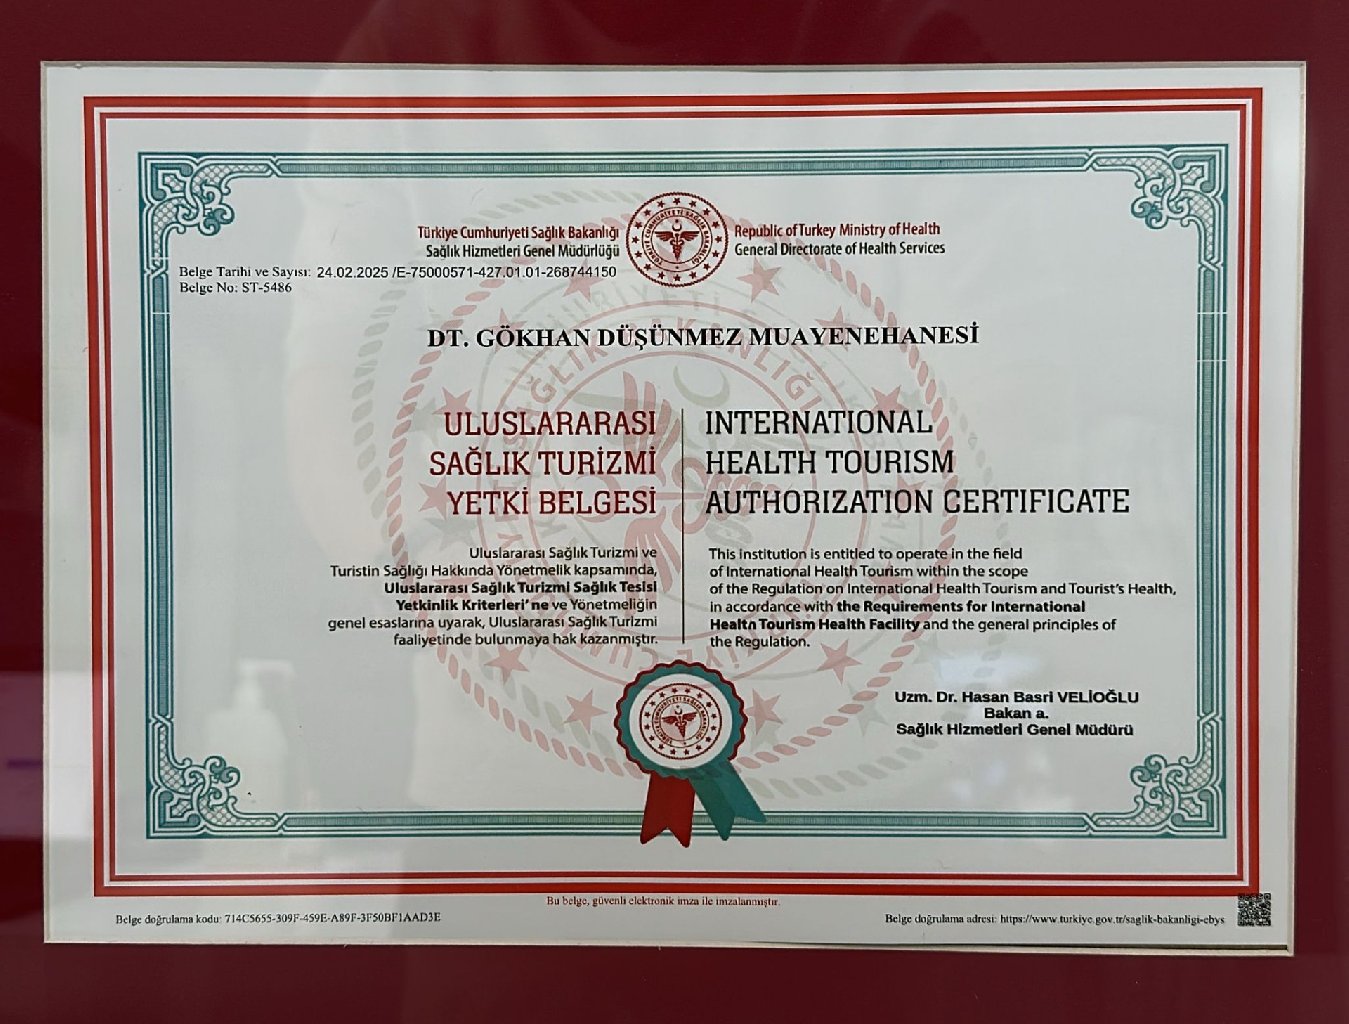 Türkiye Cumhuriyeti Sağlık Bakanlığı
Sağlık Hizmetleri Genel Müdürlüğü
Republic of Turkey Ministry of Health
General Directorate of Health Services
Belge Tarihi ve Sayısı: 24.02.2025 /E-75000571-427.01.01-268744150
Belge No: ST-5486
DT. GÖKHAN DÜŞÜNMEZ MUAYENEHANESİ
ULUSLARARASI
SAĞLIK TURİZMİ
YETKİ BELGESİ
Uluslararası Sağlık Turizmi ve
Turistin Sağlığı Hakkında Yönetmelik kapsamında,
Uluslararası Sağlık Turizmi Sağlık Tesisi
Yetkinlik Kriterleri'ne ve Yönetmeliğin
genel esaslarına uyarak, Uluslararası Sağlık Turizmi
faaliyetinde bulunmaya hak kazanmıştır.
INTERNATIONAL
HEALTH TOURISM
AUTHORIZATION CERTIFICATE
This institution is entitled to operate in the field
of International Health Tourism within the scope
of the Regulation on International Health Tourism and Tourist's Health,
in accordance with the Requirements for International
Health Tourism Health Facility and the general principles of
the Regulation.
Uzm. Dr. Hasan Basri VELİOĞLU
Bakan a.
Sağlık Hizmetleri Genel Müdürü
Bu belge, güvenli elektronik imza ile imzalanmıştır.
Belge doğrulama kodu: 714C5655-309F-459E-A89F-3F50BF1AAD3E
Belge doğrulama adresi: https://www.turkiye.gov.tr/saglik-bakanligi-ebys